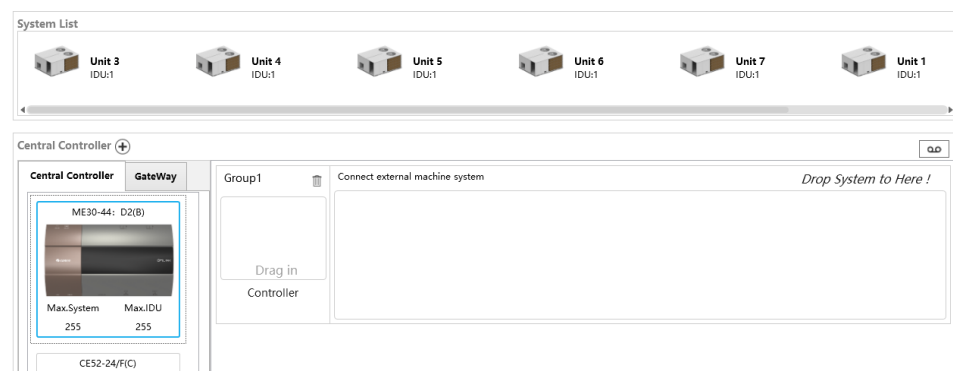 System List
Unit 3
IDU:1
Unit 4
IDU:1
Unit 5
IDU:1
Unit 6
IDU:1
Unit 7
IDU:1
Unit 1
IDU:1
Central Controller
Central Controller
GateWay
ME30-44: D2(B)
Max.System Max.IDU
255 255
CE52-24/F(C)
Group1
Drag in
Controller
Connect external machine system
Drop System to Here !